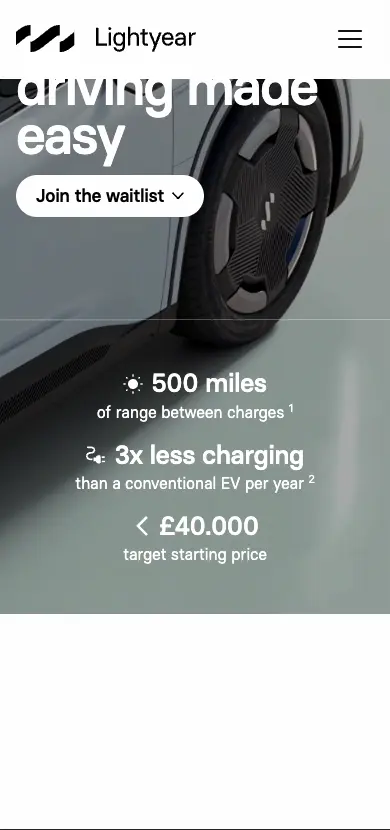 Lightyear
driving made
easy
Join the waitlist
500 miles
of range between charges 1
3x less charging
than a conventional EV per year 2
< £40.000
target starting price